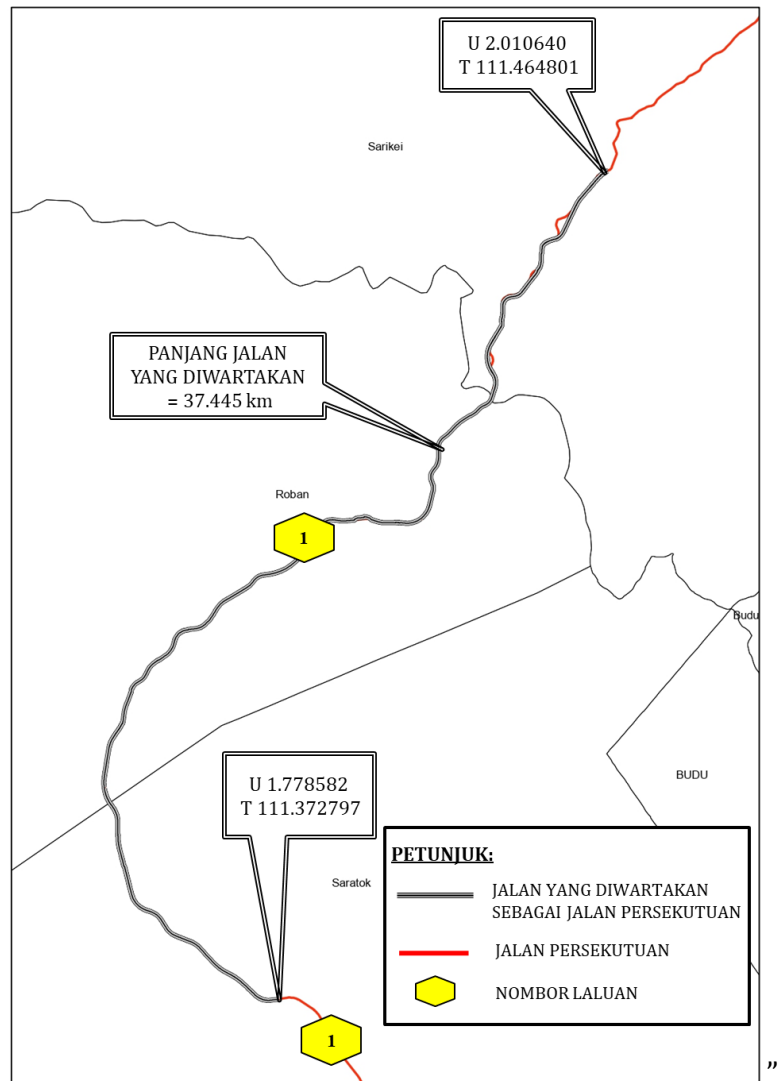 U 2.010640
T 111.464801
Sarikei
PANJANG JALAN
YANG DIWARTAKAN
= 37.445 km
Roban
1
Budu
U 1.778582
T 111.372797
BUDU
Saratok
PETUNJUK:
JALAN YANG DIWARTAKAN
SEBAGAI JALAN PERSEKUTUAN
JALAN PERSEKUTUAN
NOMBOR LALUAN
1
”